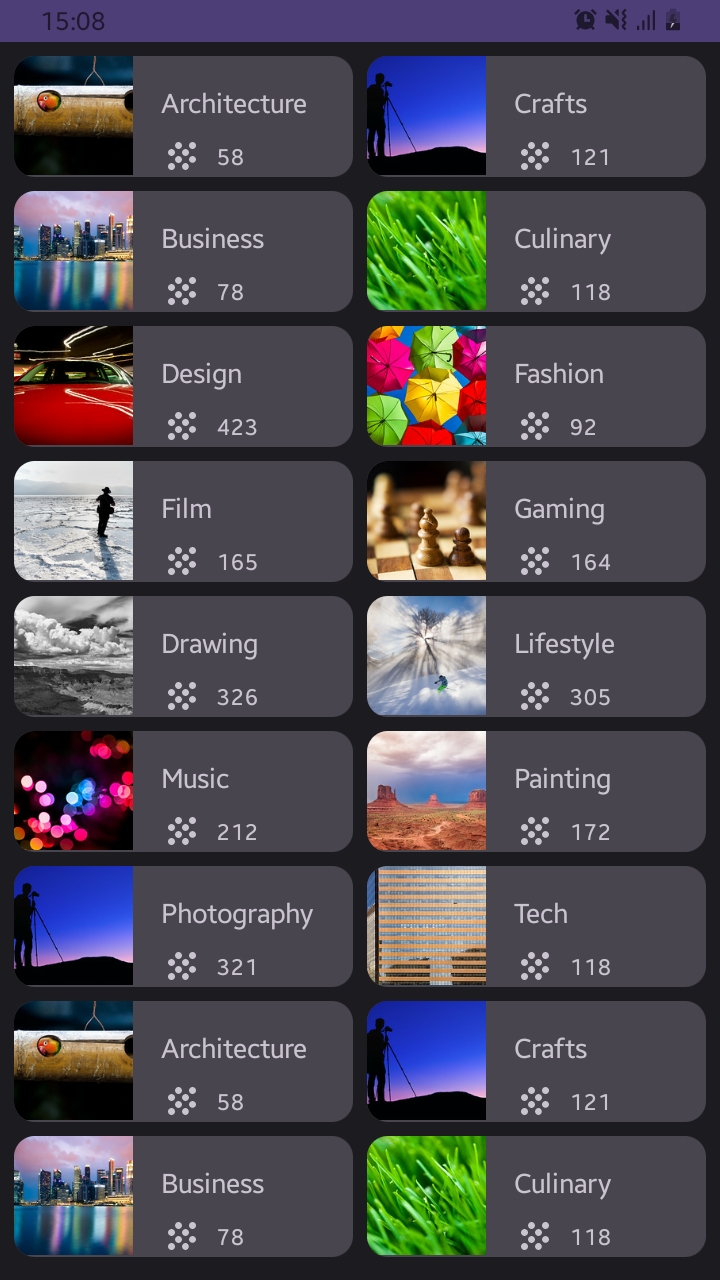 15:08
Architecture
58
Crafts
121
Business
78
Culinary
118
Design
423
Fashion
92
Film
165
Gaming
164
Drawing
326
Lifestyle
305
Music
212
Painting
172
Photography
321
Tech
118
Architecture
58
Crafts
121
Business
78
Culinary
118